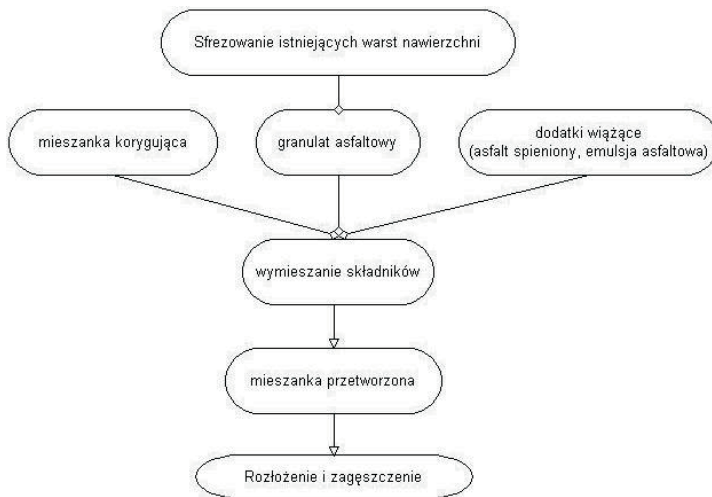 Sfrezowanie istniejących warst nawierzchni
mieszanka korygująca
granulat asfaltowy
dodatki wiążące
(asfalt spieniony, emulsja asfaltowa)
wymieszanie składników
mieszanka przetworzona
Rozłożenie i zagęszczenie